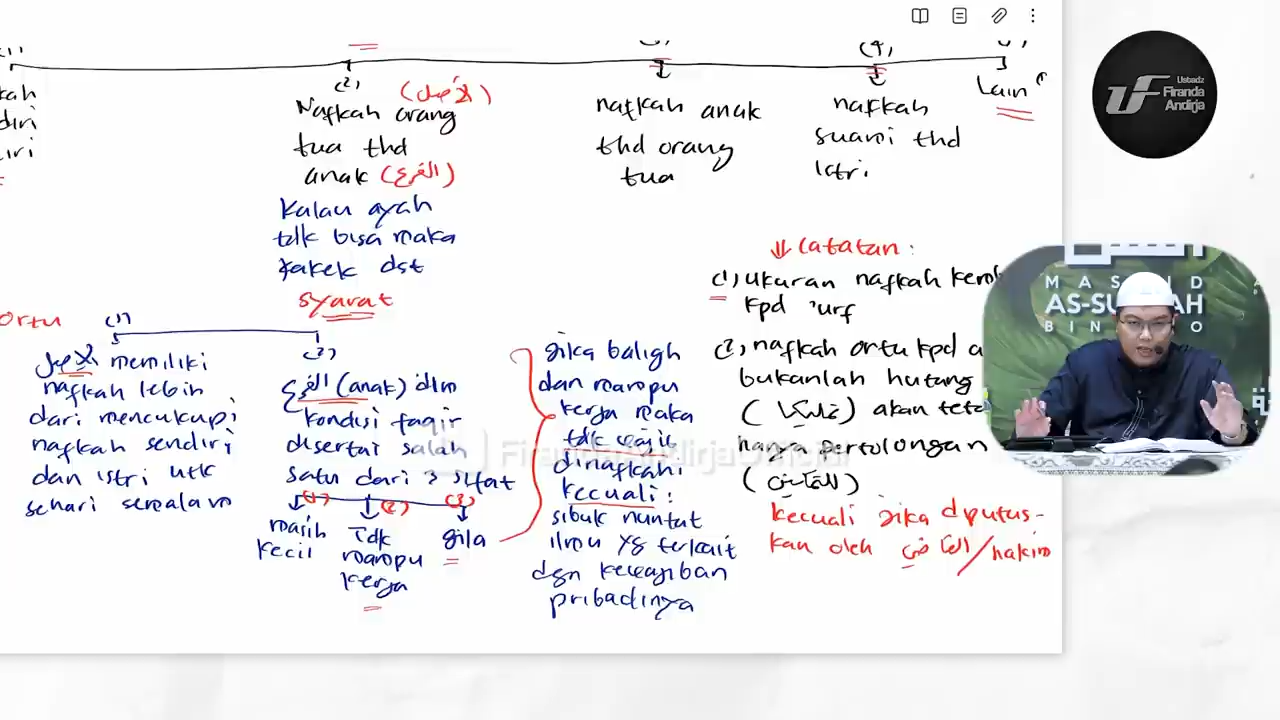 (2)
(الأصل)
Nafkah orang
tua thd
anak (الفرع)
Kalau ayah
tdk bisa maka
kakek dst
syarat
nafkah anak
thd orang
tua
(4)
nafkah
suami thd
Istri
Lain²
ortu
(1)
الأصل memiliki
nafkah lebih
dari mencukupi
nafkah sendiri
dan istri utk
sehari semalam
(2)
الفرع (anak) dlm
kondisi faqir
disertai salah
satu dari 3 sifat
(1)
masih
kecil
(2)
Tdk
mampu
kerja
(3)
gila
jika baligh
dan mampu
kerja maka
tdk wajib
dinafkahi
kecuali :
sibuk nuntut
ilmu yg terkait
dgn kewajiban
pribadinya
catatan :
(1) ukuran nafkah
kpd 'urf
(2) nafkah ortu kpd
bukanlah hutang
akan
hanya pertolongan
kecuali jika diputus-
kan oleh القاضي/hakim
Ustadz
Firanda
Andirja
MASJID
AS-SUNNAH
BIN
FirandaAndirjaOfficial